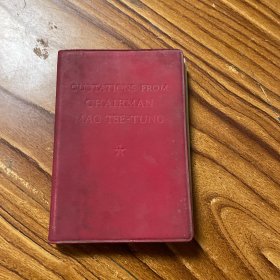 QUOTATIONS FROM
CHAIRMAN
MAO TSE-TUNG